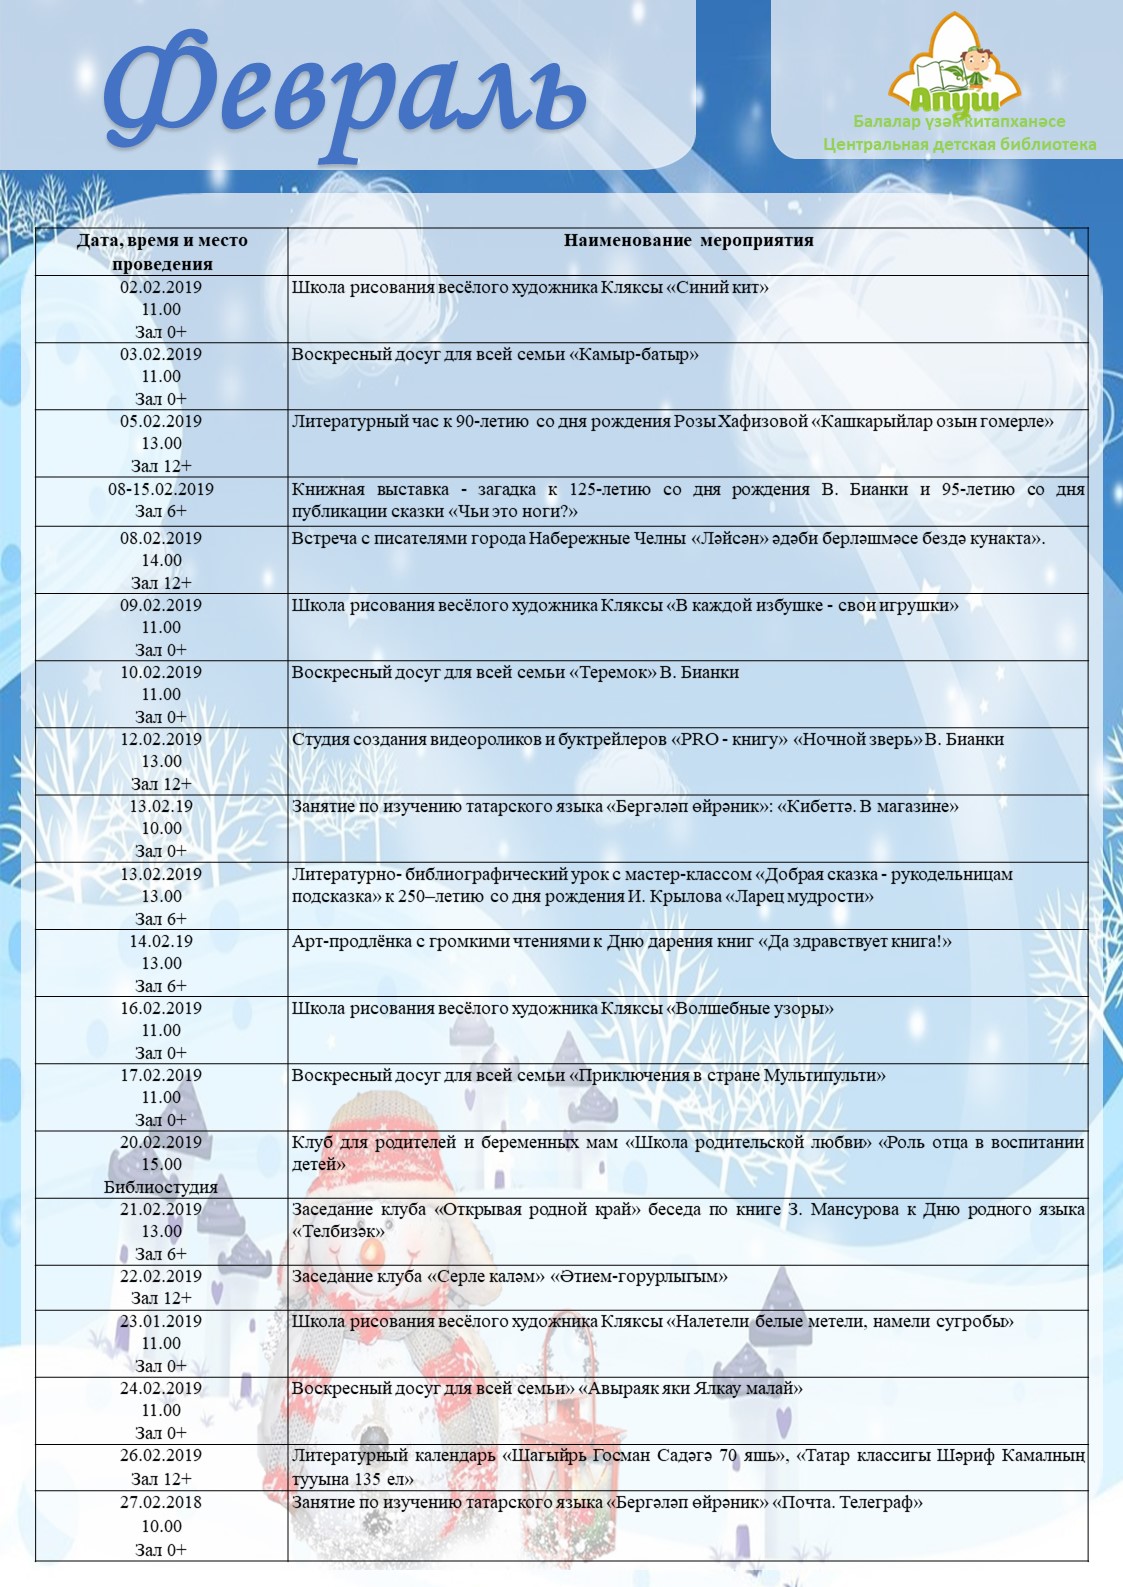 Февраль
Апуш
Балалар үзәк китапханәсе
Центральная детская библиотека
Дата, время и место
проведения
Наименование мероприятия
02.02.2019
11.00
Зал 0+
Школа рисования весёлого художника Кляксы «Синий кит»
03.02.2019
11.00
Зал 0+
Воскресный досуг для всей семьи «Камыр-батыр»
05.02.2019
13.00
Зал 12+
Литературный час к 90-летию со дня рождения Розы Хафизовой «Кашкарыйлар озын гомерле»
08-15.02.2019
Зал 6+
Книжная выставка - загадка к 125-летию со дня рождения В. Бианки и 95-летию со дня
публикации сказки «Чьи это ноги?»
08.02.2019
14.00
Зал 12+
Встреча с писателями города Набережные Челны «Ләйсән» әдәби берләшмәсе бездә кунакта».
09.02.2019
11.00
Зал 0+
Школа рисования весёлого художника Кляксы «В каждой избушке - свои игрушки»
10.02.2019
11.00
Зал 0+
Воскресный досуг для всей семьи «Теремок» В. Бианки
12.02.2019
13.00
Зал 12+
Студия создания видеороликов и буктрейлеров «PRO - книгу» «Ночной зверь» В. Бианки
13.02.19
10.00
Зал 0+
Занятие по изучению татарского языка «Бергәләп өйрәник»: «Кибеттә. В магазине»
13.02.2019
13.00
Зал 6+
Литературно- библиографический урок с мастер-классом «Добрая сказка - рукодельницам
подсказка» к 250–летию со дня рождения И. Крылова «Ларец мудрости»
14.02.19
13.00
Зал 6+
Арт-продлёнка с громкими чтениями к Дню дарения книг «Да здравствует книга!»
16.02.2019
11.00
Зал 0+
Школа рисования весёлого художника Кляксы «Волшебные узоры»
17.02.2019
11.00
Зал 0+
Воскресный досуг для всей семьи «Приключения в стране Мультипульти»
20.02.2019
15.00
Библиостудия
Клуб для родителей и беременных мам «Школа родительской любви» «Роль отца в воспитании
детей»
21.02.2019
13.00
Зал 6+
Заседание клуба «Открывая родной край» беседа по книге З. Мансурова к Дню родного языка
«Телбизәк»
22.02.2019
Зал 12+
Заседание клуба «Серле каләм» «Әтием-горурлыгым»
23.01.2019
11.00
Зал 0+
Школа рисования весёлого художника Кляксы «Налетели белые метели, намели сугробы»
24.02.2019
11.00
Зал 0+
Воскресный досуг для всей семьи» «Авыраяк яки Ялкау малай»
26.02.2019
Зал 12+
Литературный календарь «Шагыйрь Госман Садәгә 70 яшь», «Татар классигы Шәриф Камалның
тууына 135 ел»
27.02.2018
10.00
Зал 0+
Занятие по изучению татарского языка «Бергәләп өйрәник» «Почта. Телеграф»